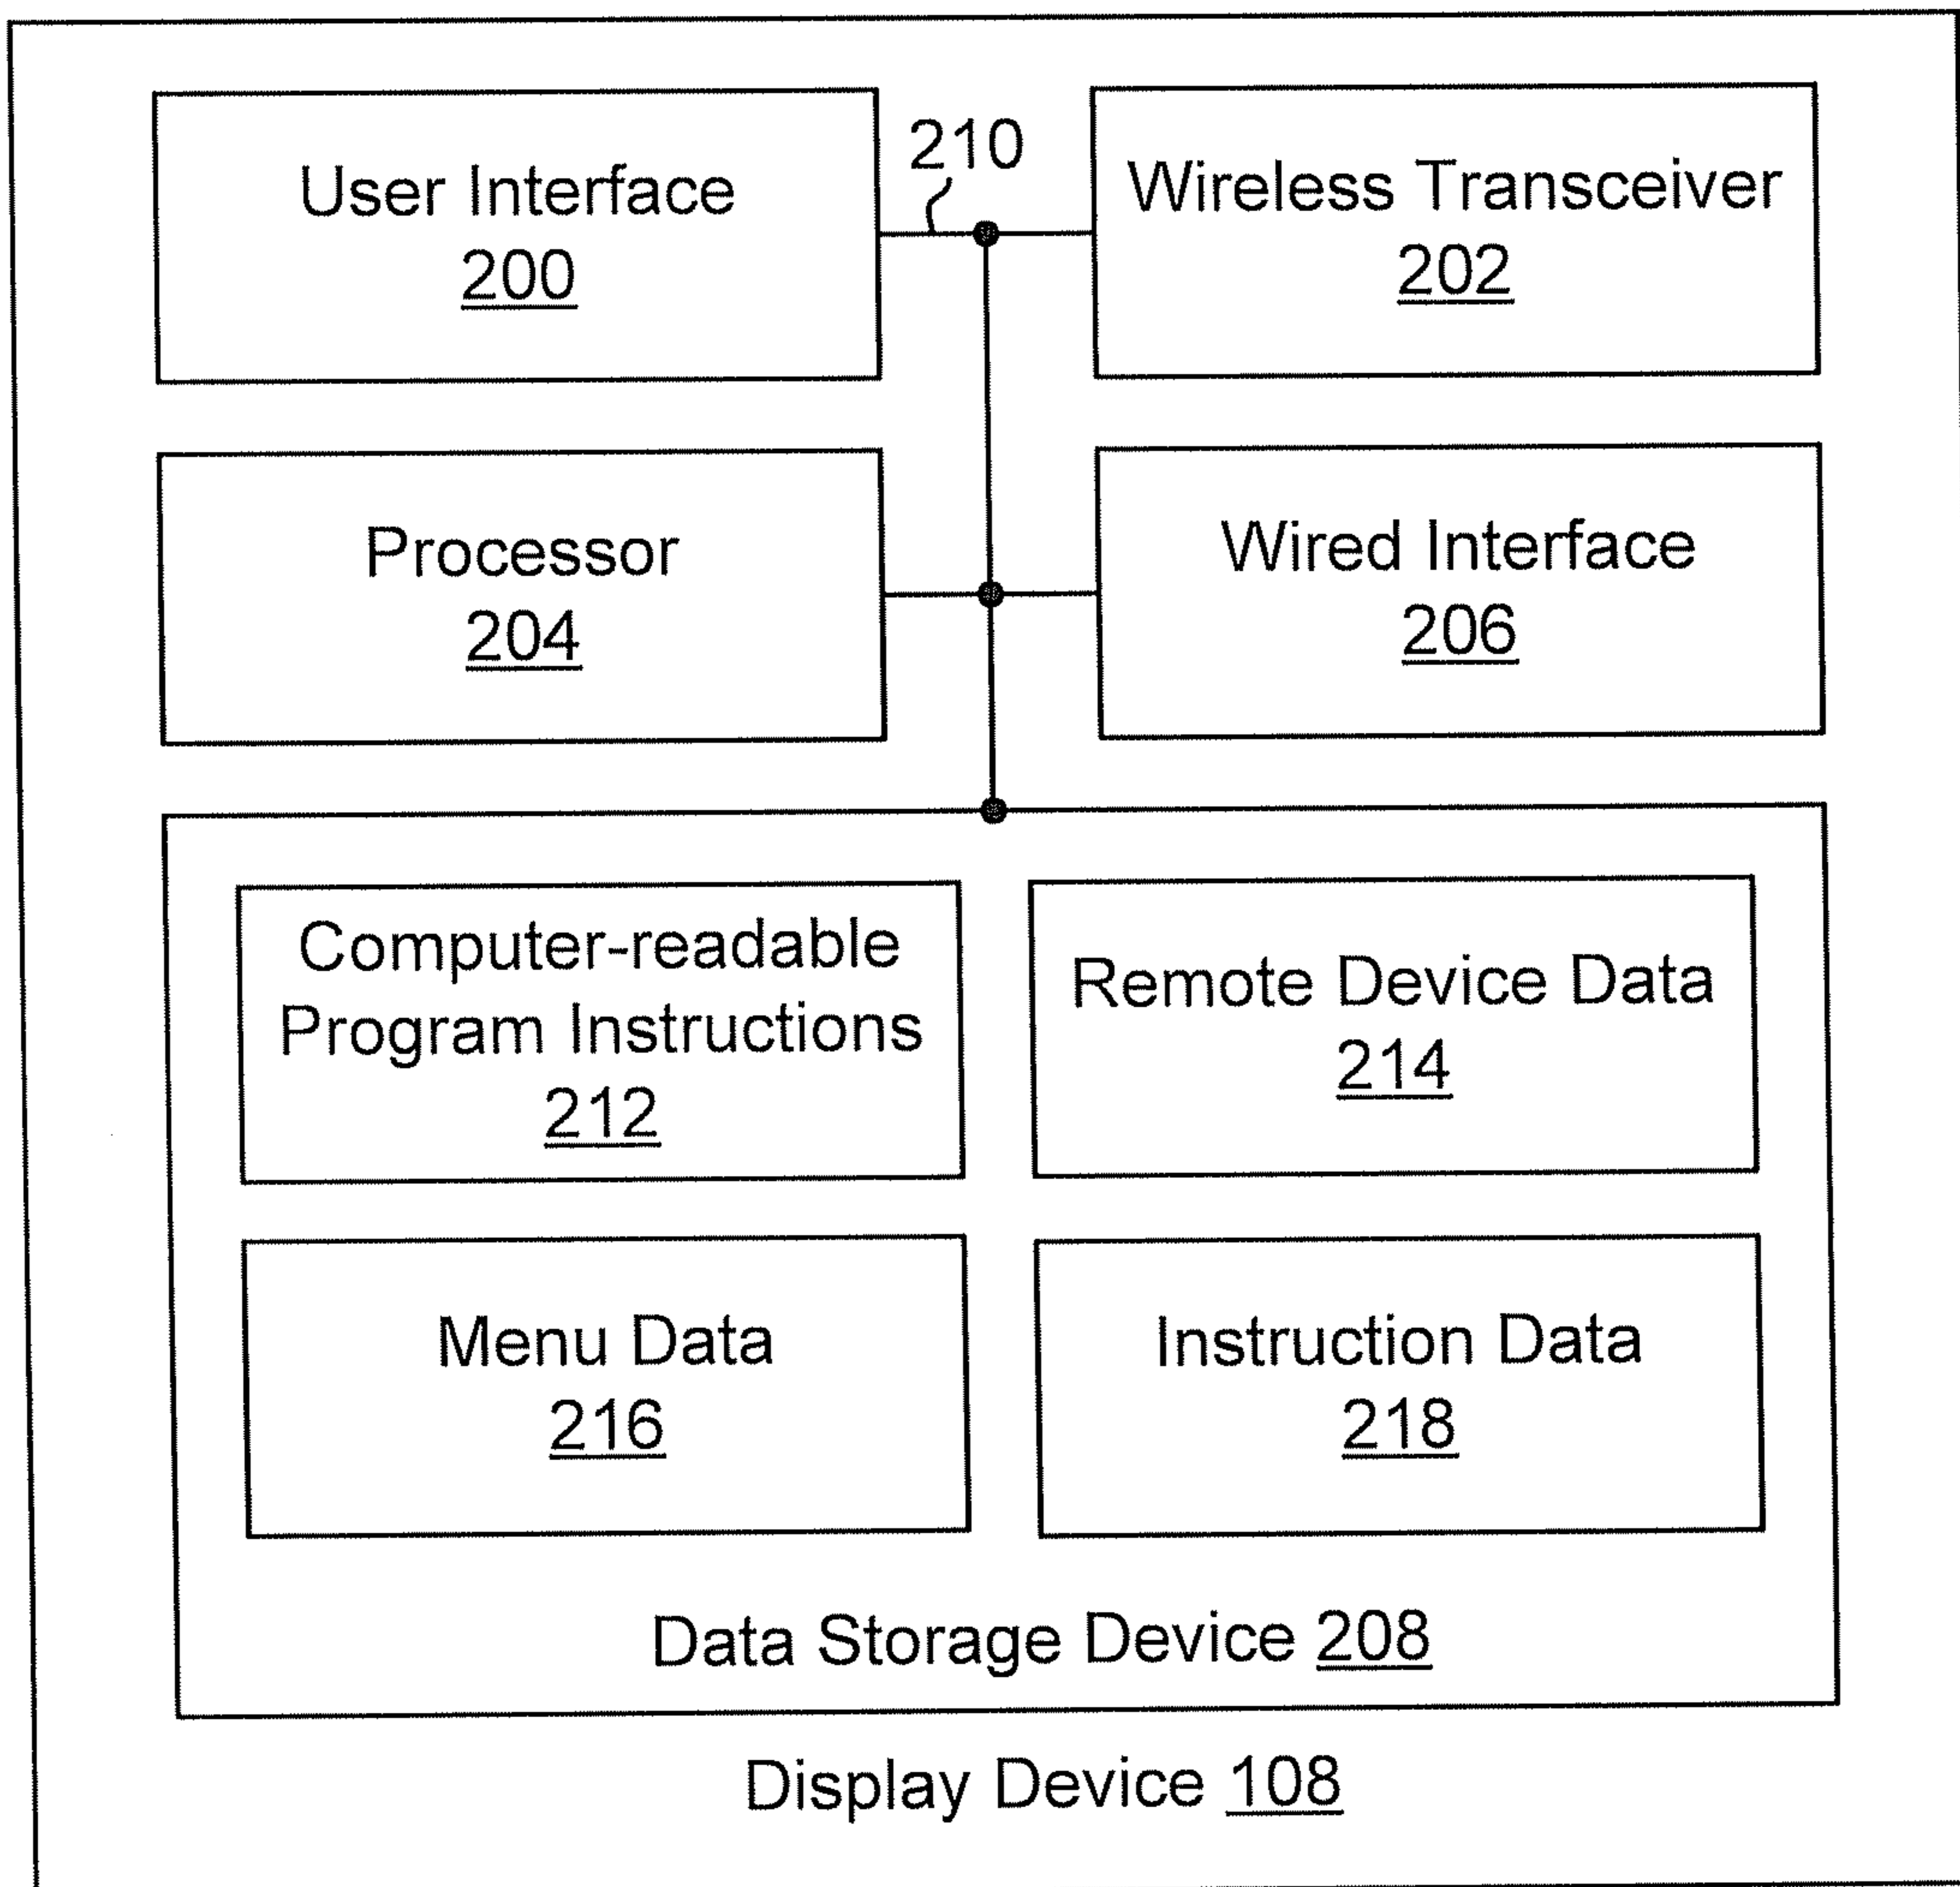 User Interface
200
210
Wireless Transceiver
202
Processor
204
Wired Interface
206
Computer-readable
Program Instructions
212
Remote Device Data
214
Menu Data
216
Instruction Data
218
Data Storage Device 208
Display Device 108